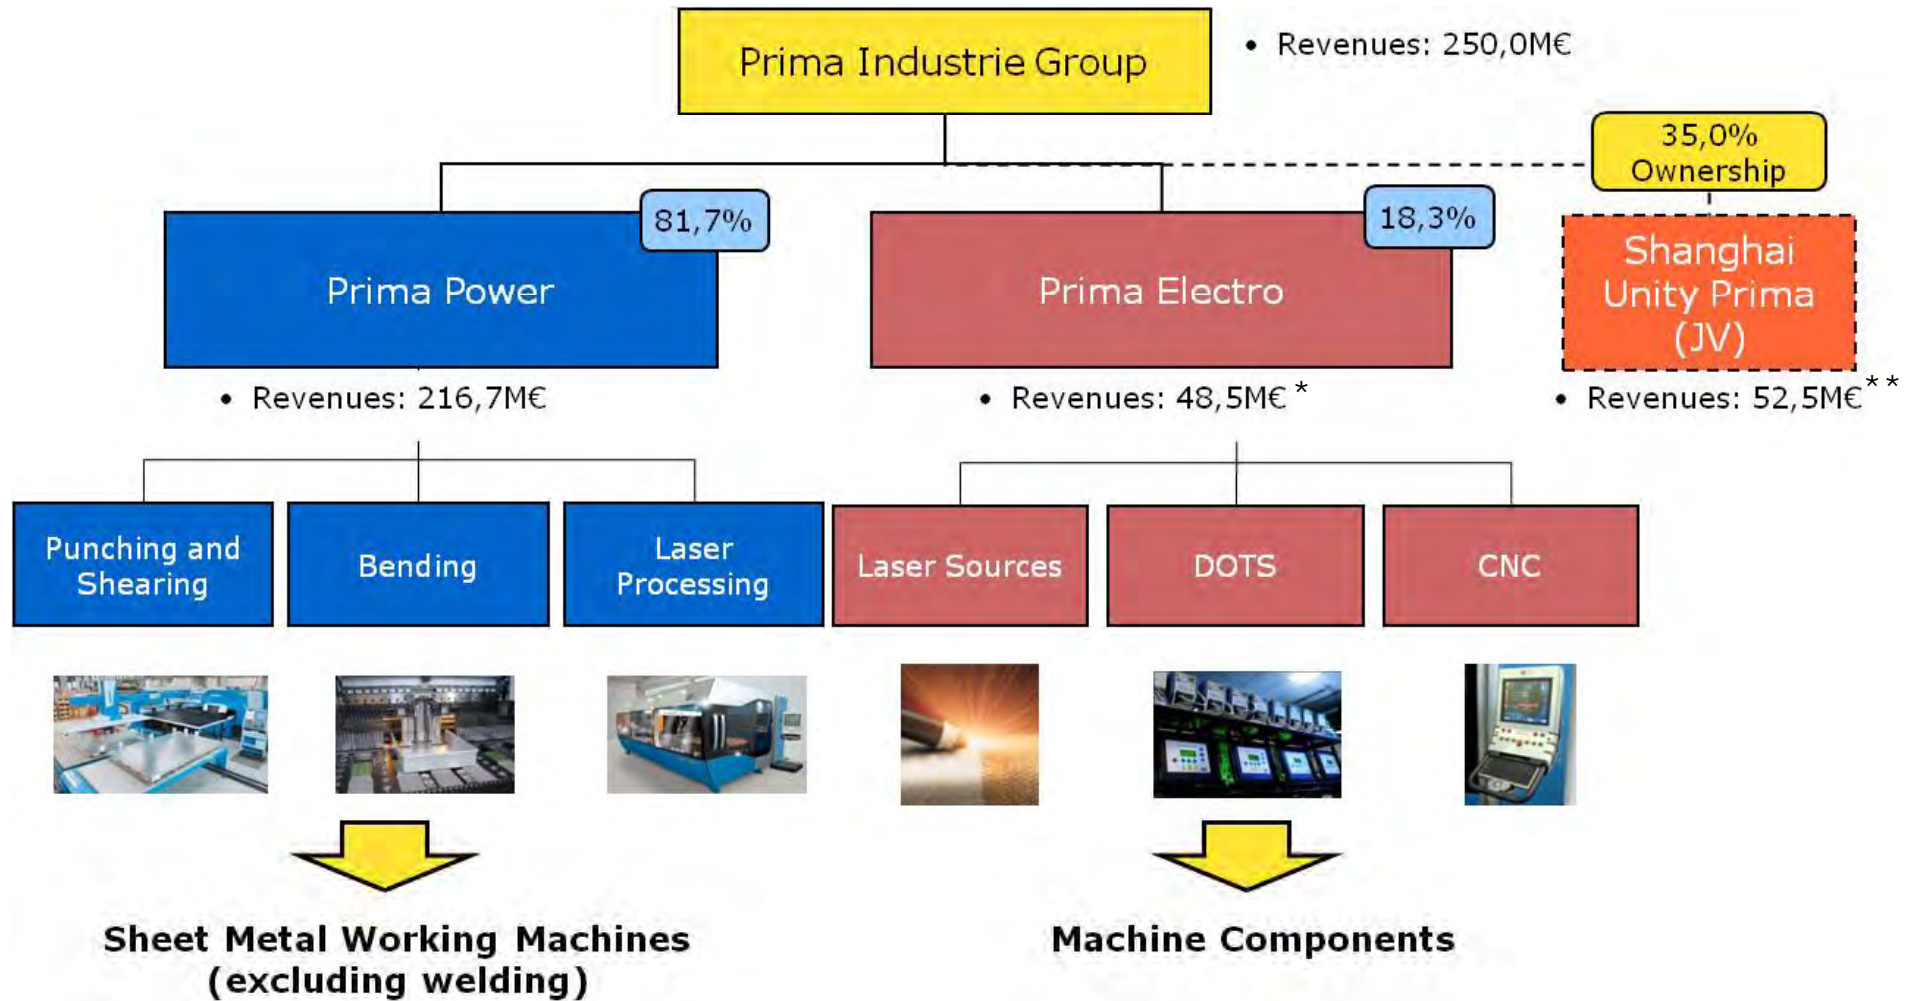 Prima Industrie Group
• Revenues: 250,0M€
35,0%
Ownership
81,7%
18,3%
Prima Power
Prima Electro
Shanghai
Unity Prima
(JV)
• Revenues: 216,7M€
• Revenues: 48,5M€ *
• Revenues: 52,5M€**
Punching and
Shearing
Bending
Laser
Processing
Laser Sources
DOTS
CNC
Sheet Metal Working Machines
(excluding welding)
Machine Components